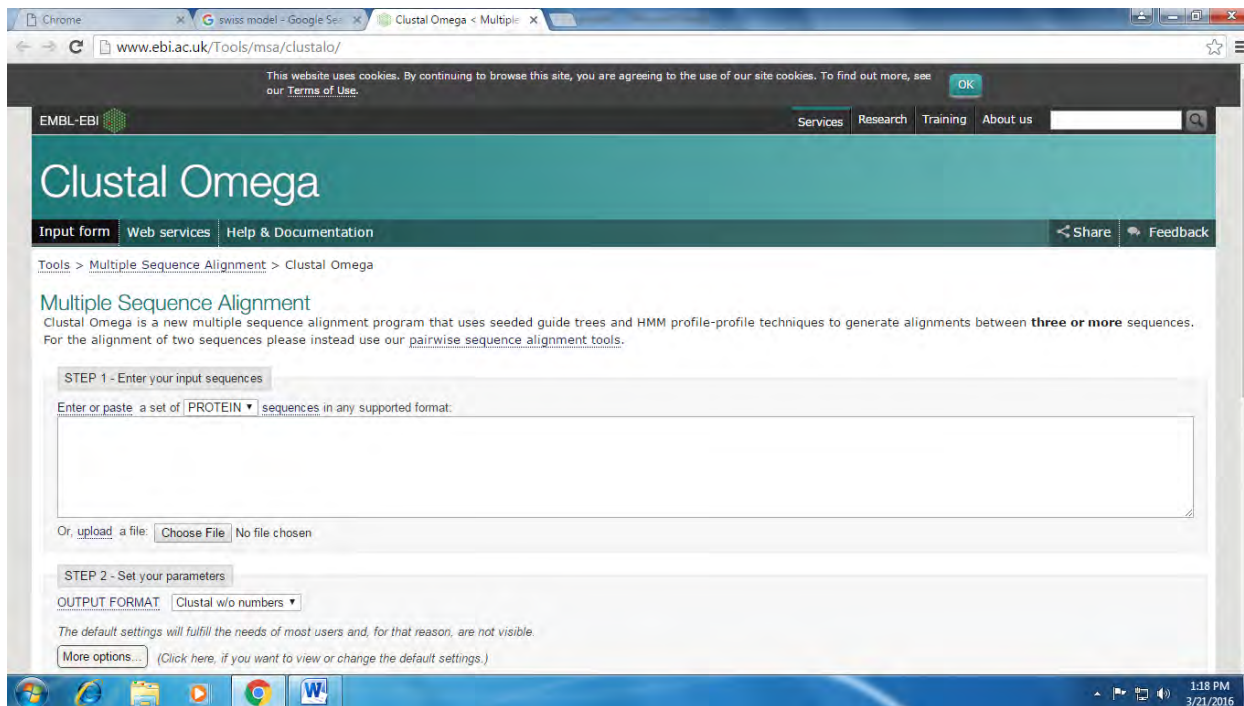 Chrome
swiss model - Google Se
Clustal Omega < Multiple
www.ebi.ac.uk/Tools/msa/clustalo/
This website uses cookies. By continuing to browse this site, you are agreeing to the use of our site cookies. To find out more, see
our Terms of Use.
OK
EMBL-EBI
Services Research Training About us
Clustal Omega
Input form Web services Help & Documentation
Share Feedback
Tools > Multiple Sequence Alignment > Clustal Omega
Multiple Sequence Alignment
Clustal Omega is a new multiple sequence alignment program that uses seeded guide trees and HMM profile-profile techniques to generate alignments between three or more sequences.
For the alignment of two sequences please instead use our pairwise sequence alignment tools.
STEP 1 - Enter your input sequences
Enter or paste a set of PROTEIN sequences in any supported format:
Or, upload a file: Choose File No file chosen
STEP 2 - Set your parameters
OUTPUT FORMAT Clustal w/o numbers
The default settings will fulfill the needs of most users and, for that reason, are not visible.
More options... (Click here, if you want to view or change the default settings.)
W
1:18 PM
3/21/2016